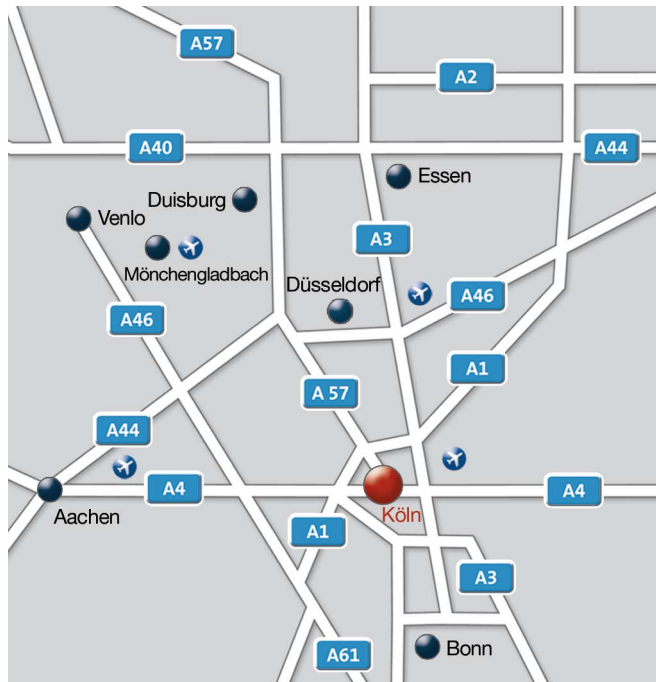 A57
A2
A40
A44
Essen
Duisburg
Venlo
Mönchengladbach
A3
Düsseldorf
A46
A46
A1
A 57
A44
A4
A4
Aachen
Köln
A1
A3
Bonn
A61